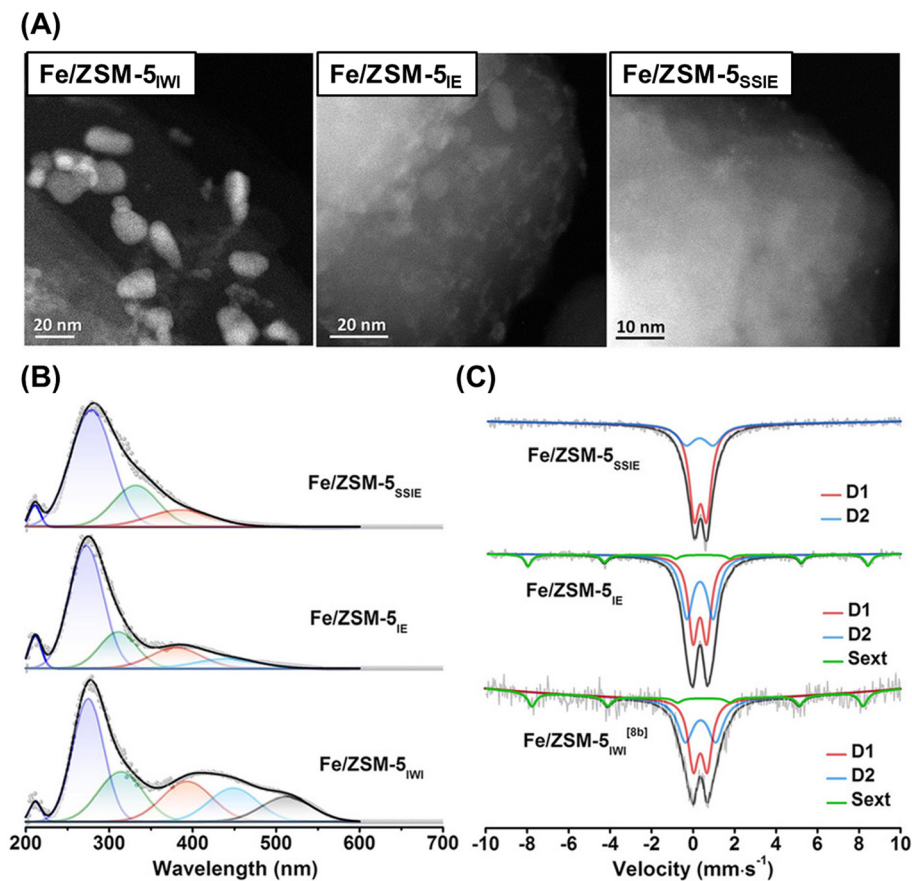 (A)
Fe/ZSM-5IWI
Fe/ZSM-5IE
Fe/ZSM-5SSIE
20 nm
20 nm
10 nm
(B)
(C)
Fe/ZSM-5SSIE
Fe/ZSM-5IE
Fe/ZSM-5IWI
200 300 400 500 600 700
Wavelength (nm)
Fe/ZSM-5SSIE
D1
D2
Fe/ZSM-5IE
D1
D2
Sext
Fe/ZSM-5IWI[8b]
D1
D2
Sext
-10 -8 -6 -4 -2 0 2 4 6 8 10
Velocity (mm·s-1)